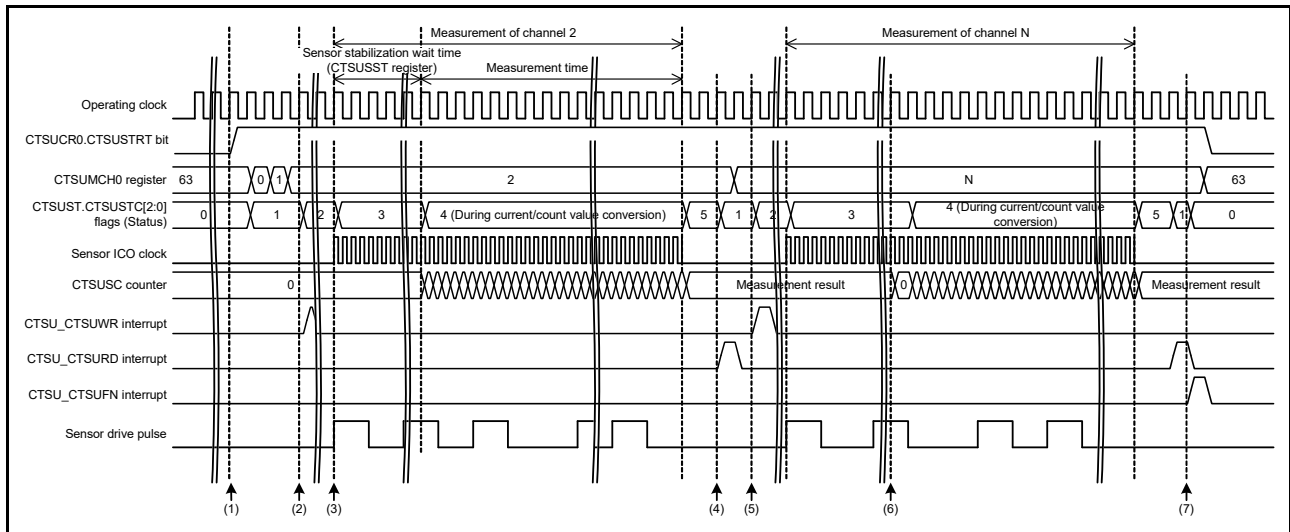 Measurement of channel 2
Measurement of channel N
Sensor stabilization wait time
(CTSUSST register)
Measurement time
Operating clock
CTSUCR0.CTSUSTRT bit
CTSUMCH0 register
63
0
1
2
N
63
CTSUST.CTSUSTC[2:0]
flags (Status)
0
1
2
3
4 (During current/count value conversion)
5
1
2
3
4 (During current/count value
conversion)
5
1
0
Sensor ICO clock
CTSUSC counter
0
Measurement result
0
Measurement result
CTSU_CTSUWR interrupt
CTSU_CTSURD interrupt
CTSU_CTSUFN interrupt
Sensor drive pulse
(1)
(2)
(3)
(4)
(5)
(6)
(7)